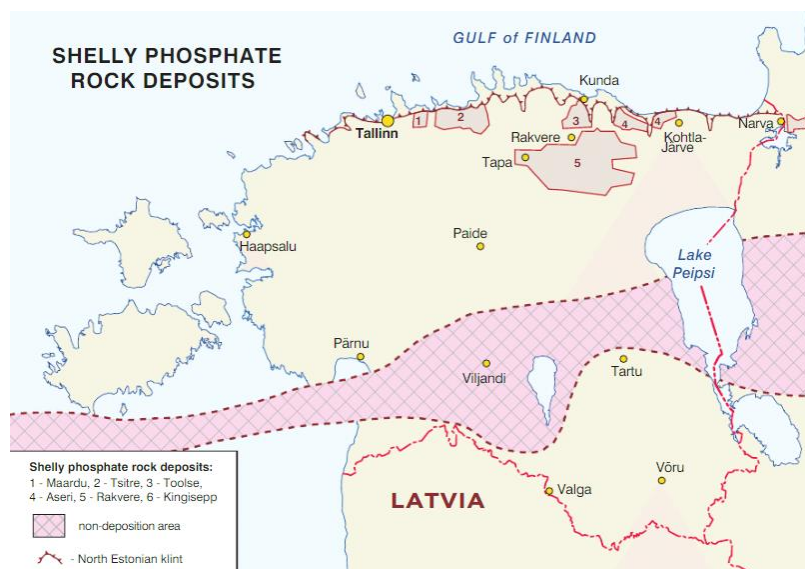 SHELLY PHOSPHATE
ROCK DEPOSITS
GULF of FINLAND
Kunda
Tallinn
1
2
3
4
4
Rakvere
Kohtla-
Järve
Narva
Tapa
5
Haapsalu
Paide
Lake
Peipsi
Pärnu
Viljandi
Tartu
Võru
Valga
LATVIA
Shelly phosphate rock deposits:
1 - Maardu, 2 - Tsitre, 3 - Toolse,
4 - Aseri, 5 - Rakvere, 6 - Kingisepp
non-deposition area
- North Estonian klint